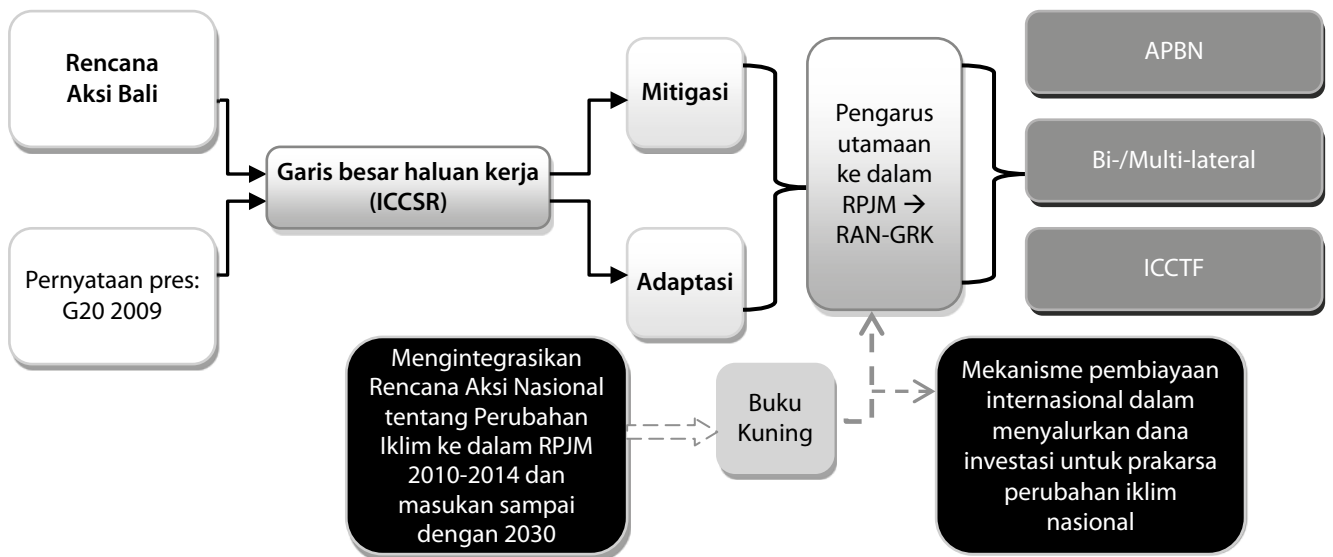 Rencana
Aksi Bali
Pernyataan pres:
G20 2009
Garis besar haluan kerja
(ICCSR)
Mitigasi
Adaptasi
Pengarus
utamaan
ke dalam
RPJM →
RAN-GRK
APBN
Bi-/Multi-lateral
ICCTF
Mengintegrasikan
Rencana Aksi Nasional
tentang Perubahan
Iklim ke dalam RPJM
2010-2014 dan
masukan sampai
dengan 2030
Buku
Kuning
Mekanisme pembiayaan
internasional dalam
menyalurkan dana
investasi untuk prakarsa
perubahan iklim
nasional